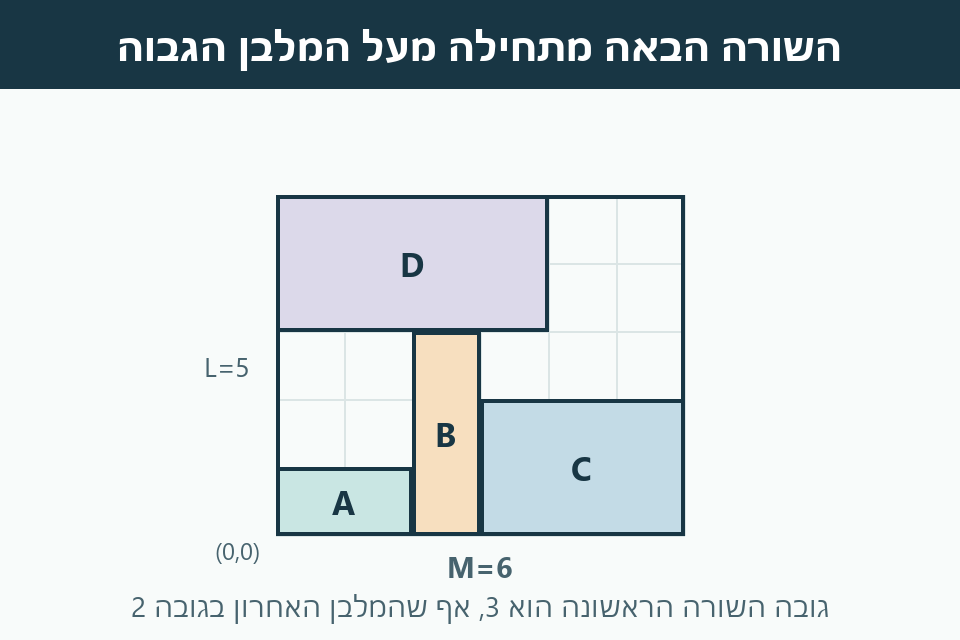 השורה הבאה מתחילה מעל המלבן הגבוה
D
L=5
B
C
A
(0,0)
M=6
גובה השורה הראשונה הוא 3, אף שהמלבן האחרון בגובה 2